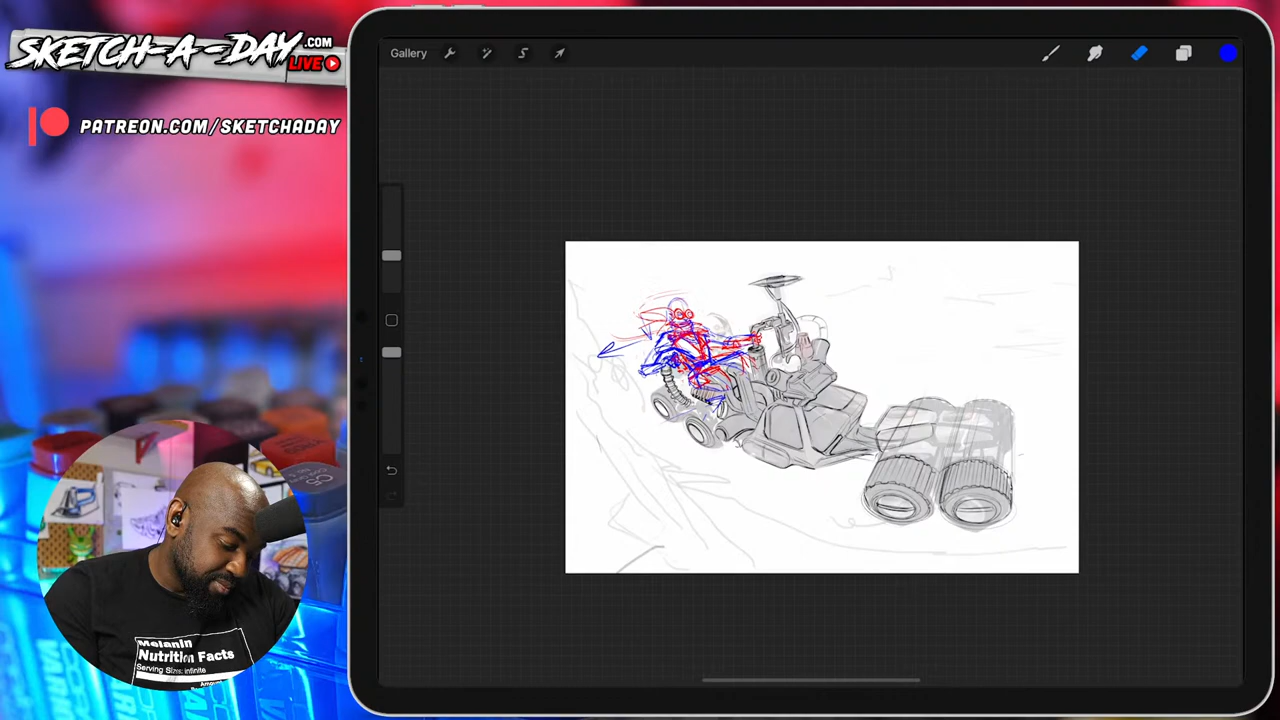 SKETCH-A-DAY.COM
LIVE
PATREON.COM/SKETCHADAY
Gallery
Melanin
Nutrition Facts
Serving Size: infinite